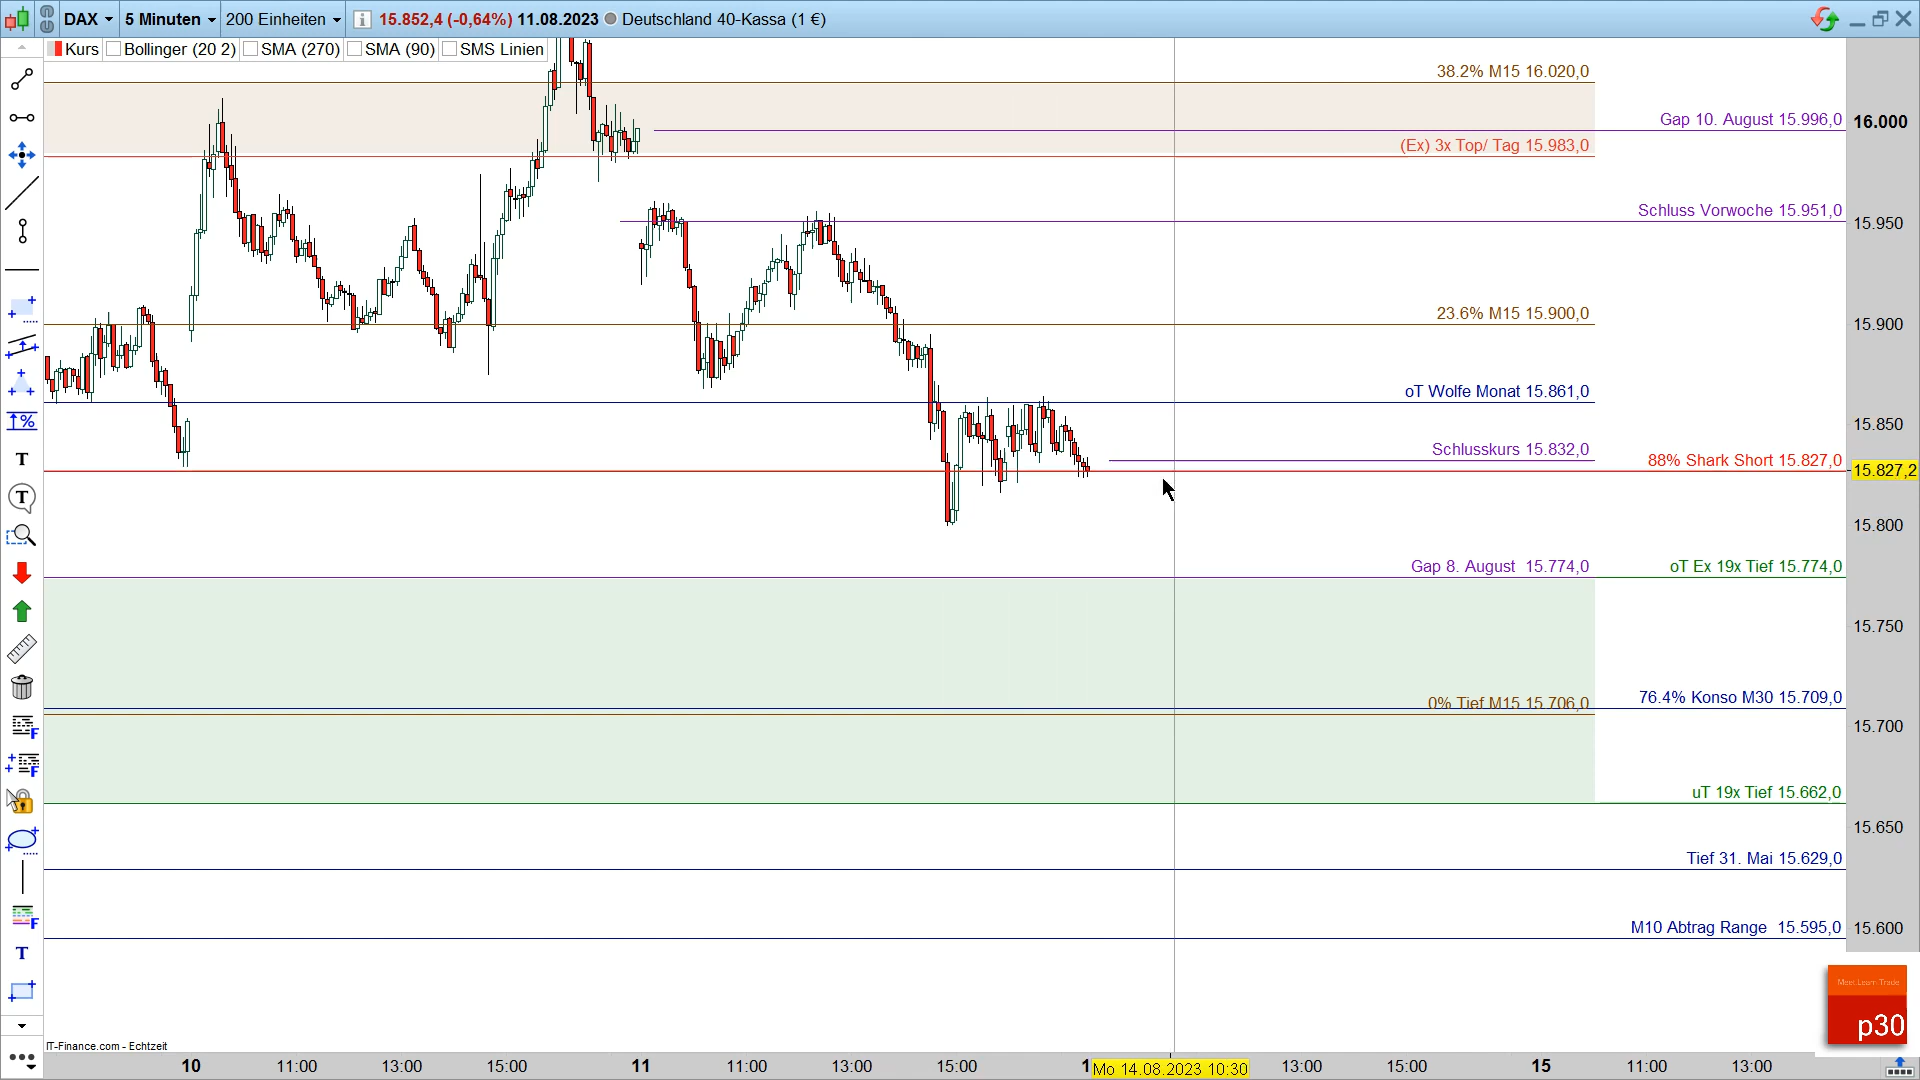 DAX 5 Minuten 200 Einheiten 15.852,4 (-0,64%) 11.08.2023 Deutschland 40-Kassa (1 €)
Kurs Bollinger (20 2) SMA (270) SMA (90) SMS Linien
38.2% M15 16.020,0
Gap 10. August 15.996,0
16.000
(Ex) 3x Top/ Tag 15.983,0
Schluss Vorwoche 15.951,0
15.950
23.6% M15 15.900,0
15.900
oT Wolfe Monat 15.861,0
15.850
Schlusskurs 15.832,0
88% Shark Short 15.827,0
15.827,2
15.800
Gap 8. August 15.774,0
oT Ex 19x Tief 15.774,0
15.750
76.4% Konso M30 15.709,0
0% Tief M15 15.706,0
15.700
uT 19x Tief 15.662,0
15.650
Tief 31. Mai 15.629,0
M10 Abtrag Range 15.595,0
15.600
Meet Learn Trade
p30
IT-Finance.com - Echtzeit
10 11:00 13:00 15:00 11 11:00 13:00 15:00 1 Mo 14.08.2023 10:30 13:00 15:00 15 11:00 13:00